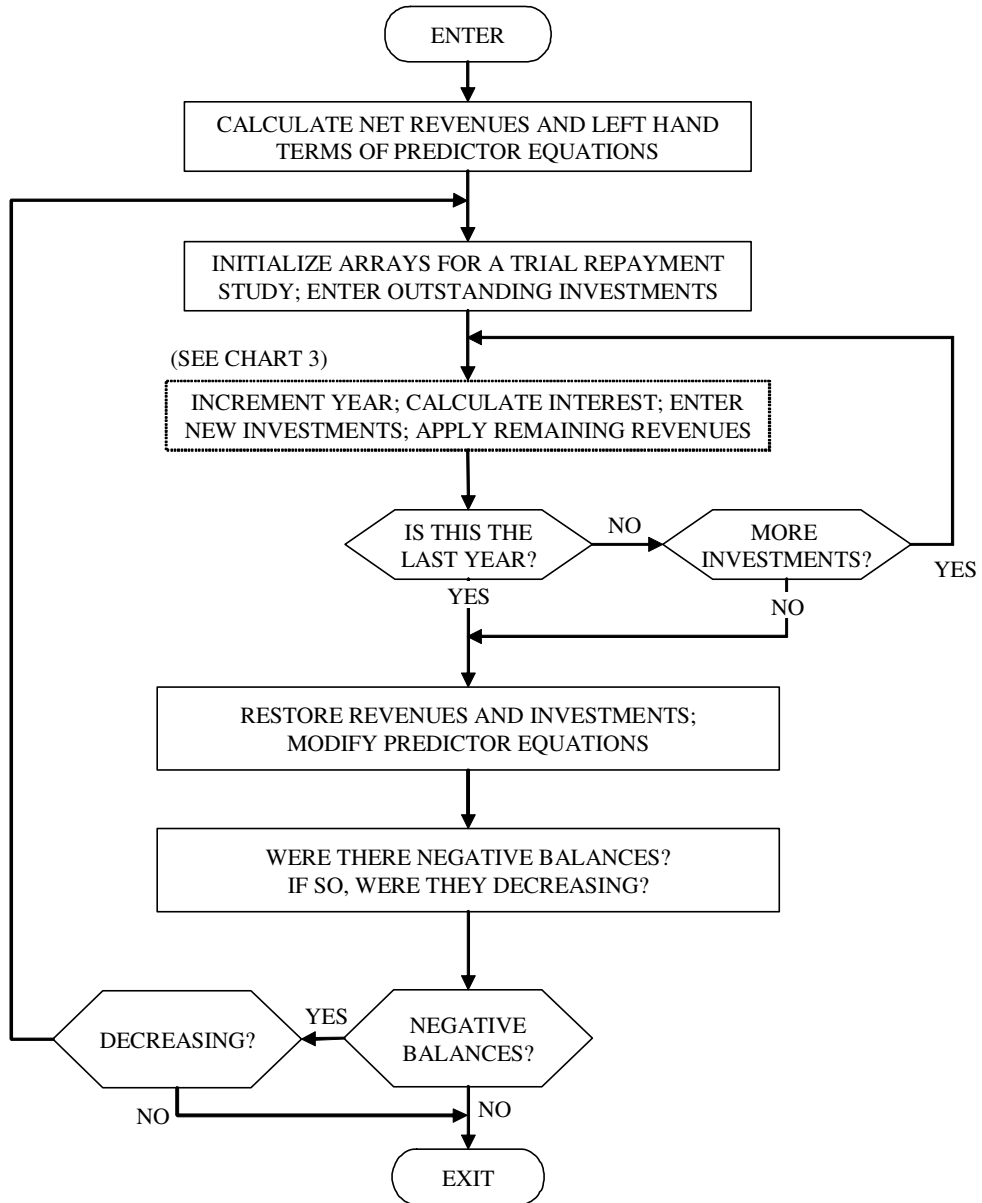 ENTER
CALCULATE NET REVENUES AND LEFT HAND
TERMS OF PREDICTOR EQUATIONS
INITIALIZE ARRAYS FOR A TRIAL REPAYMENT
STUDY; ENTER OUTSTANDING INVESTMENTS
(SEE CHART 3)
INCREMENT YEAR; CALCULATE INTEREST; ENTER
NEW INVESTMENTS; APPLY REMAINING REVENUES
IS THIS THE
LAST YEAR?
NO
MORE
INVESTMENTS?
YES
YES
NO
RESTORE REVENUES AND INVESTMENTS;
MODIFY PREDICTOR EQUATIONS
WERE THERE NEGATIVE BALANCES?
IF SO, WERE THEY DECREASING?
DECREASING?
YES
NEGATIVE
BALANCES?
NO
NO
EXIT